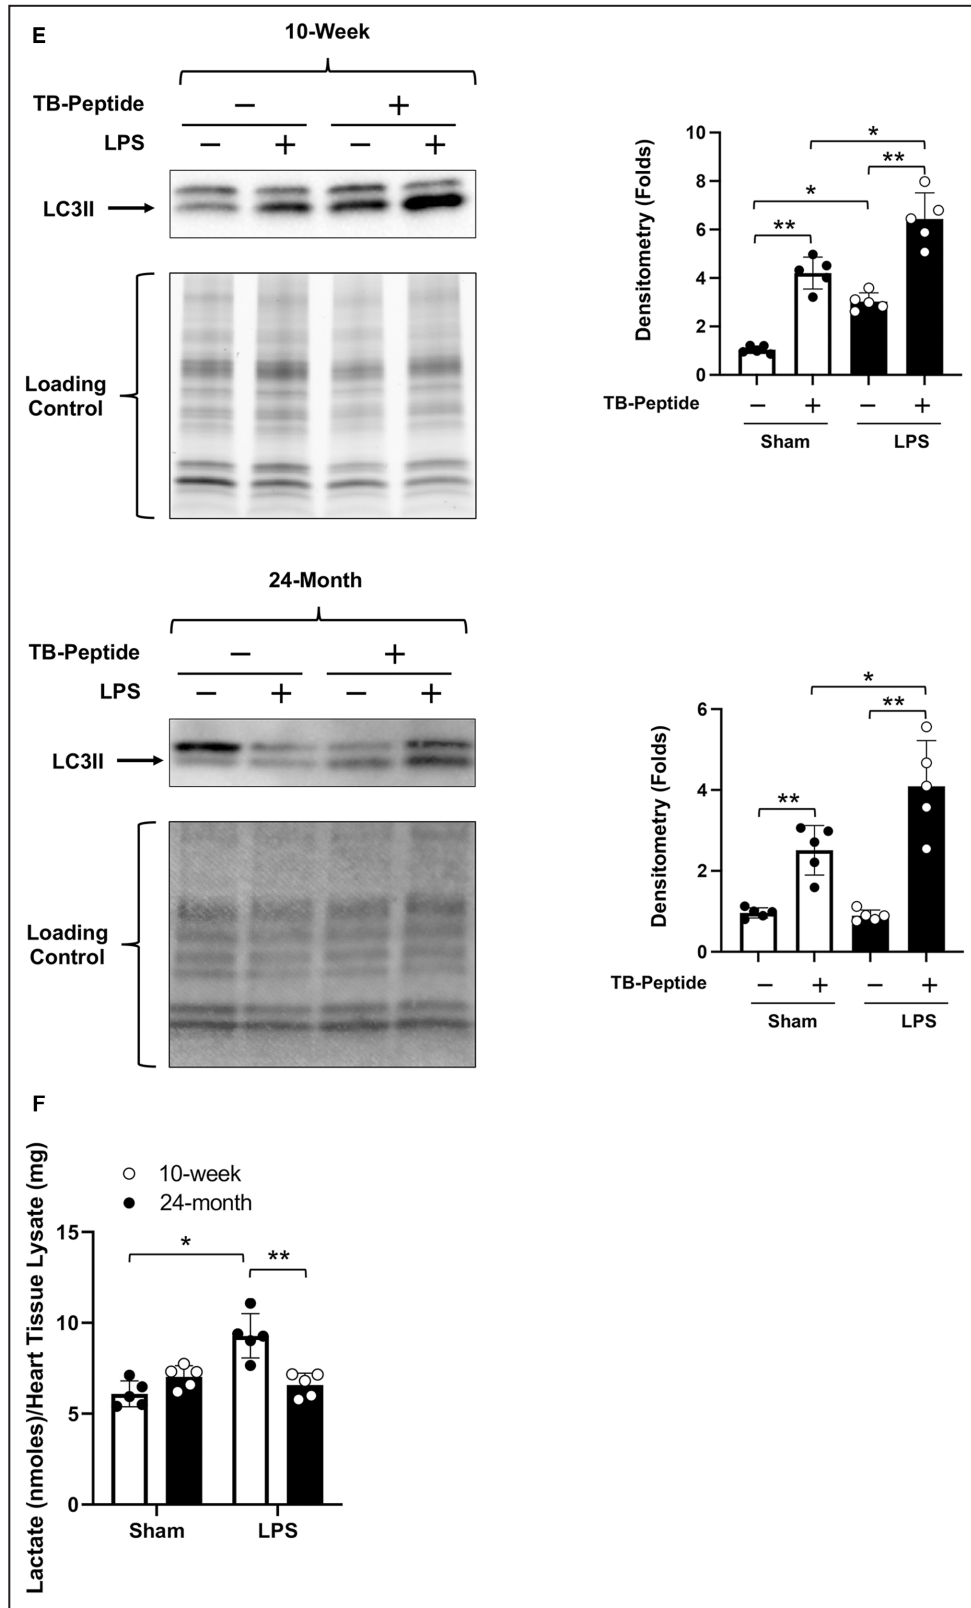 E
10-Week
TB-Peptide − +
LPS − + − +
LC3II
Loading
Control
10
8
6
4
2
0
Densitometry (Folds)
* ** * **
TB-Peptide − + − +
Sham LPS
24-Month
TB-Peptide − +
LPS − + − +
LC3II
Loading
Control
6
4
2
0
Densitometry (Folds)
* ** **
TB-Peptide − + − +
Sham LPS
F
10-week
24-month
Lactate (nmoles)/Heart Tissue Lysate (mg)
15
10
5
0
* **
Sham LPS